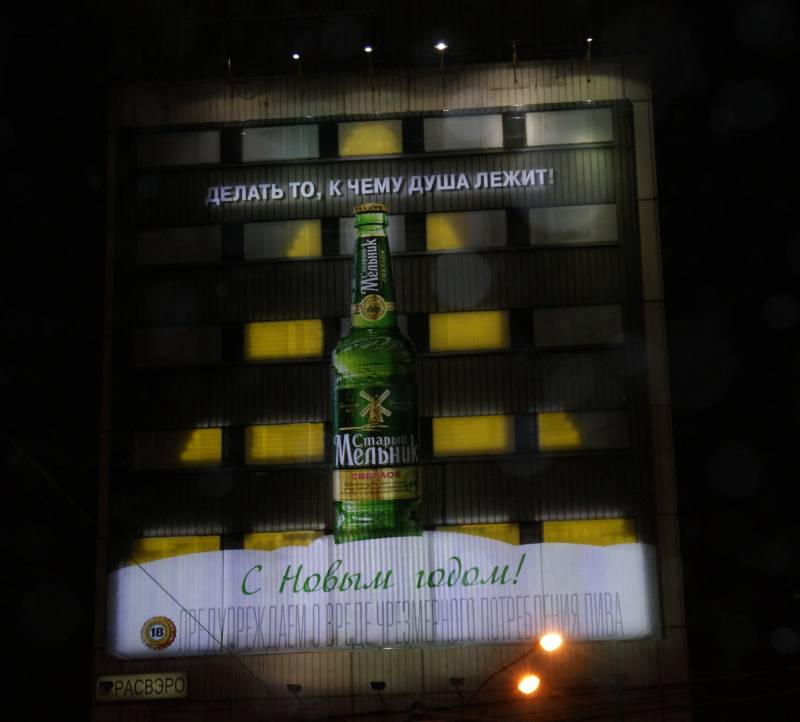 ДЕЛАТЬ ТО, К ЧЕМУ ДУША ЛЕЖИТ!
Старый
Мельник
СВЕТЛОЕ
Старый
Мельник
СВЕТЛОЕ
С Новым годом!
18
ПРЕДУПРЕЖДАЕМ О ВРЕДЕ ЧРЕЗМЕРНОГО ПОТРЕБЛЕНИЯ ПИВА
РАСВЭРО